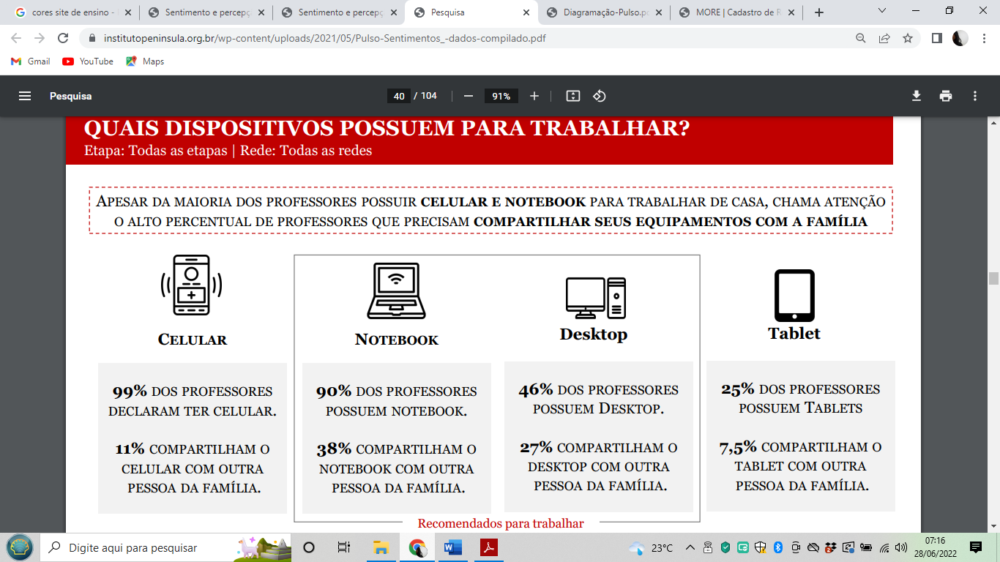 cores site de ensino -
Sentimento e percepç
Sentimento e percepç
Pesquisa
Diagramação-Pulso.p
MORE | Cadastro de R
institutopeninsula.org.br/wp-content/uploads/2021/05/Pulso-Sentimentos_-dados-compilado.pdf
Gmail
YouTube
Maps
Pesquisa
40 / 104
91%
QUAIS DISPOSITIVOS POSSUEM PARA TRABALHAR?
Etapa: Todas as etapas | Rede: Todas as redes
APESAR DA MAIORIA DOS PROFESSORES POSSUIR CELULAR E NOTEBOOK PARA TRABALHAR DE CASA, CHAMA ATENÇÃO
O ALTO PERCENTUAL DE PROFESSORES QUE PRECISAM COMPARTILHAR SEUS EQUIPAMENTOS COM A FAMÍLIA
CELULAR
99% DOS PROFESSORES
DECLARAM TER CELULAR.
11% COMPARTILHAM O
CELULAR COM OUTRA
PESSOA DA FAMÍLIA.
NOTEBOOK
90% DOS PROFESSORES
POSSUEM NOTEBOOK.
38% COMPARTILHAM O
NOTEBOOK COM OUTRA
PESSOA DA FAMÍLIA.
Desktop
46% DOS PROFESSORES
POSSUEM DESKTOP.
27% COMPARTILHAM O
DESKTOP COM OUTRA
PESSOA DA FAMÍLIA.
Tablet
25% DOS PROFESSORES
POSSUEM TABLETS
7,5% COMPARTILHAM O
TABLET COM OUTRA
PESSOA DA FAMÍLIA.
Recomendados para trabalhar
Digite aqui para pesquisar
23°C
07:16
28/06/2022